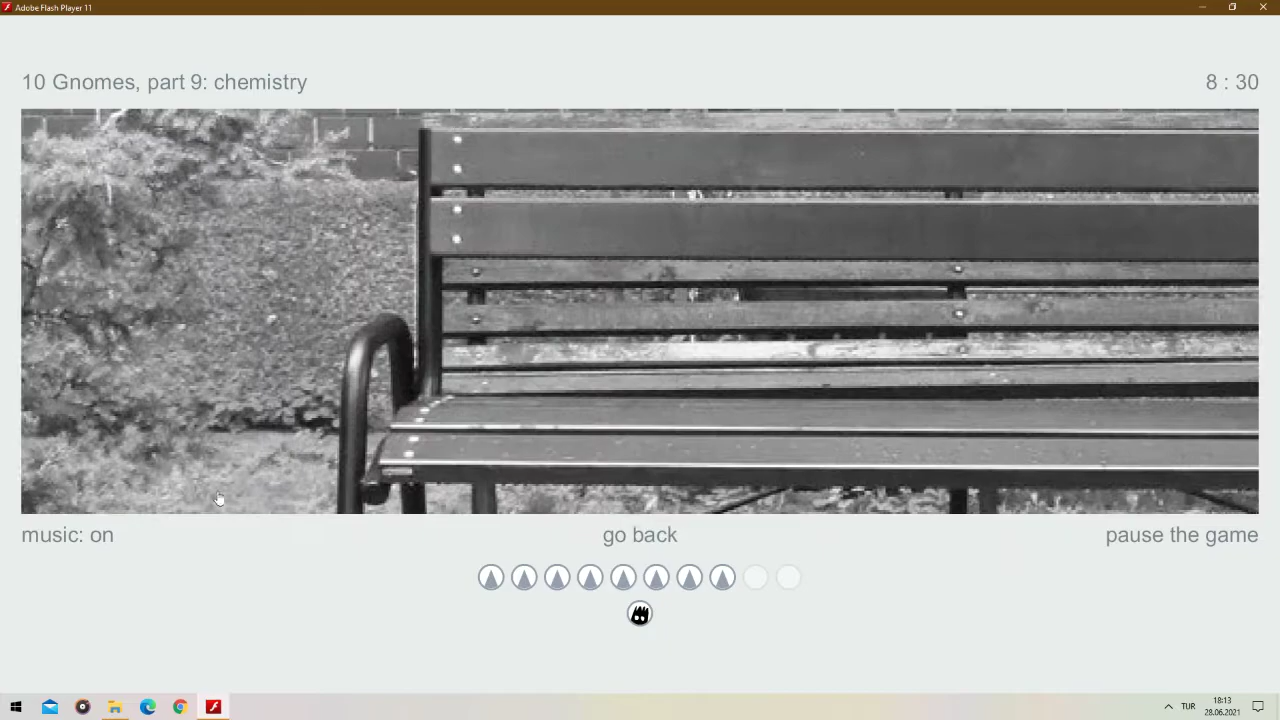 Adobe Flash Player 11
10 Gnomes, part 9: chemistry
8 : 30
music: on
go back
pause the game
TUR
18:13
28.06.2021